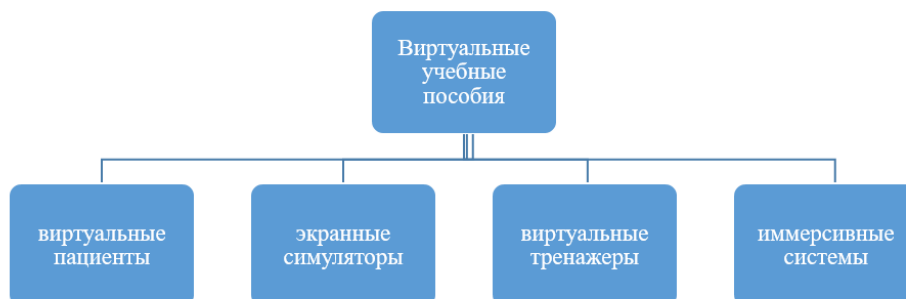 Виртуальные
учебные
пособия
виртуальные
пациенты
экранные
симуляторы
виртуальные
тренажеры
иммерсивные
системы